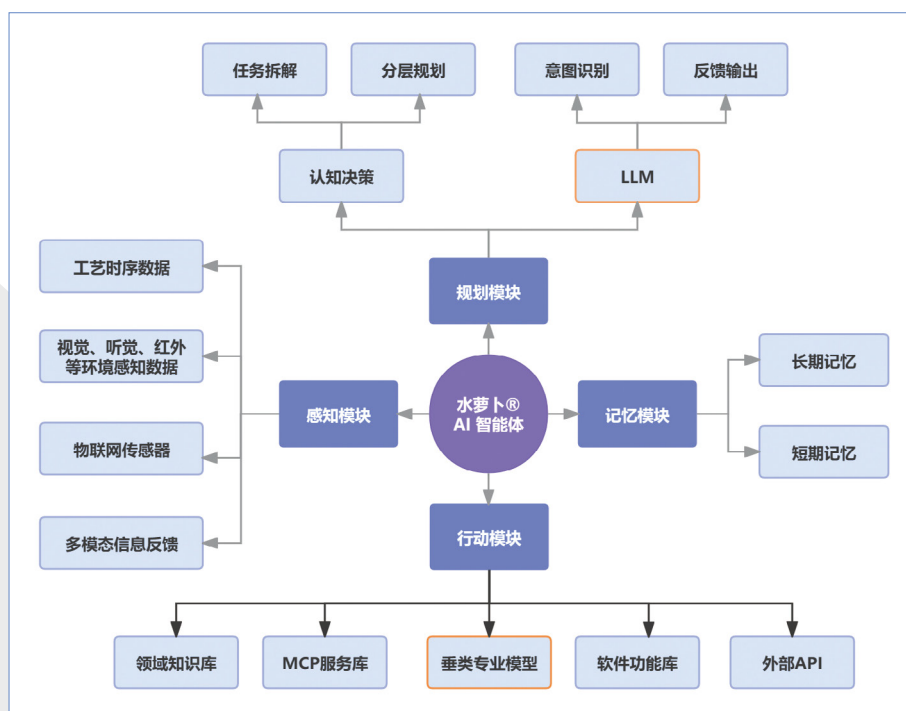 任务拆解
分层规划
意图识别
反馈输出
认知决策
LLM
工艺时序数据
规划模块
视觉、听觉、红外
等环境感知数据
长期记忆
感知模块
水萝卜®
AI 智能体
记忆模块
物联网传感器
短期记忆
多模态信息反馈
行动模块
领域知识库
MCP服务库
垂类专业模型
软件功能库
外部API